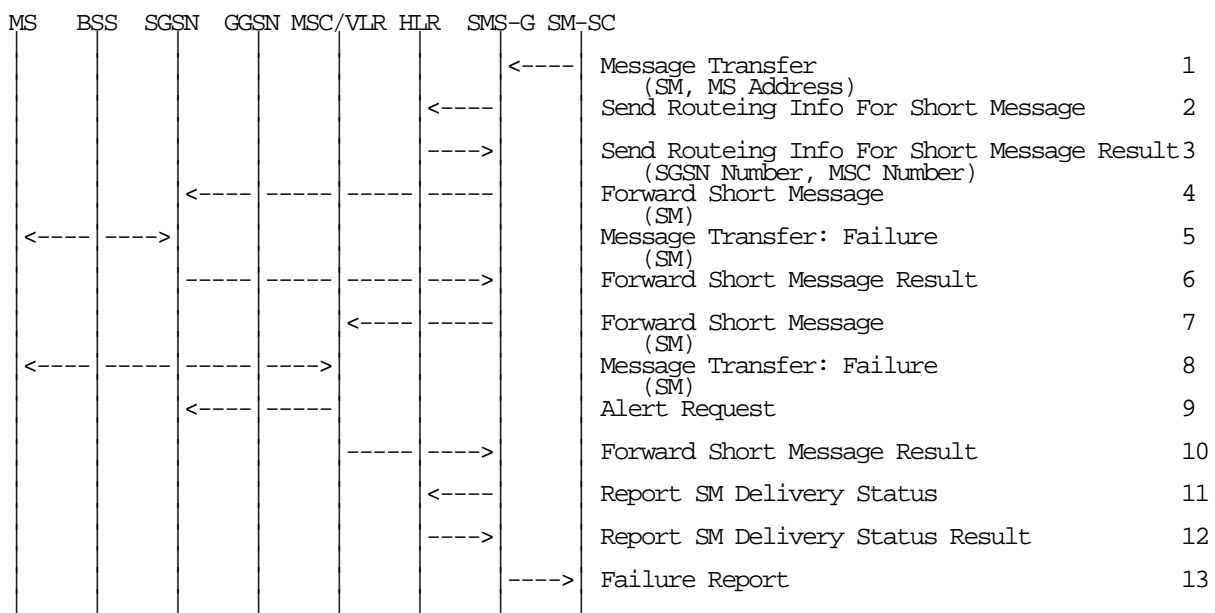 MS BSS SGSN GGSN MSC/VLR HLR SMS-G SM-SC
Message Transfer 1
(SM, MS Address)
Send Routeing Info For Short Message 2
Send Routeing Info For Short Message Result3
(SGSN Number, MSC Number)
Forward Short Message 4
(SM)
Message Transfer: Failure 5
(SM)
Forward Short Message Result 6
Forward Short Message 7
(SM)
Message Transfer: Failure 8
(SM)
Alert Request 9
Forward Short Message Result 10
Report SM Delivery Status 11
Report SM Delivery Status Result 12
Failure Report 13